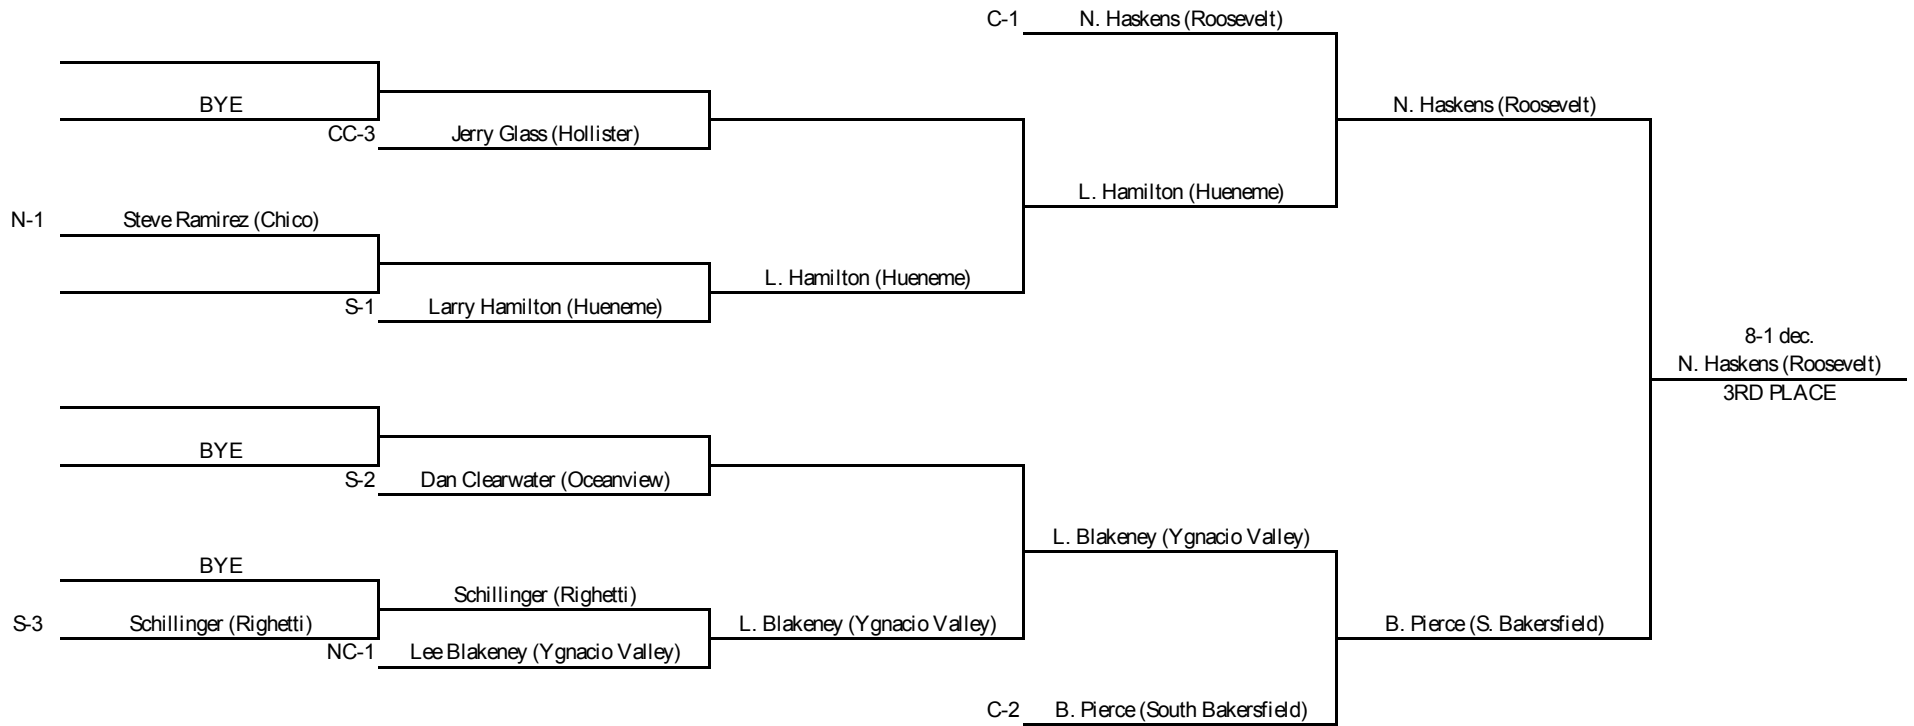 C-1 N. Haskens (Roosevelt)
BYE
N. Haskens (Roosevelt)
CC-3 Jerry Glass (Hollister)
L. Hamilton (Hueneme)
N-1 Steve Ramirez (Chico)
L. Hamilton (Hueneme)
S-1 Larry Hamilton (Hueneme)
8-1 dec.
N. Haskens (Roosevelt)
3RD PLACE
BYE
S-2 Dan Clearwater (Oceanview)
L. Blakeney (Ygnacio Valley)
BYE
Schillinger (Righetti)
S-3 Schillinger (Righetti)
L. Blakeney (Ygnacio Valley)
B. Pierce (S. Bakersfield)
NC-1 Lee Blakeney (Ygnacio Valley)
C-2 B. Pierce (South Bakersfield)